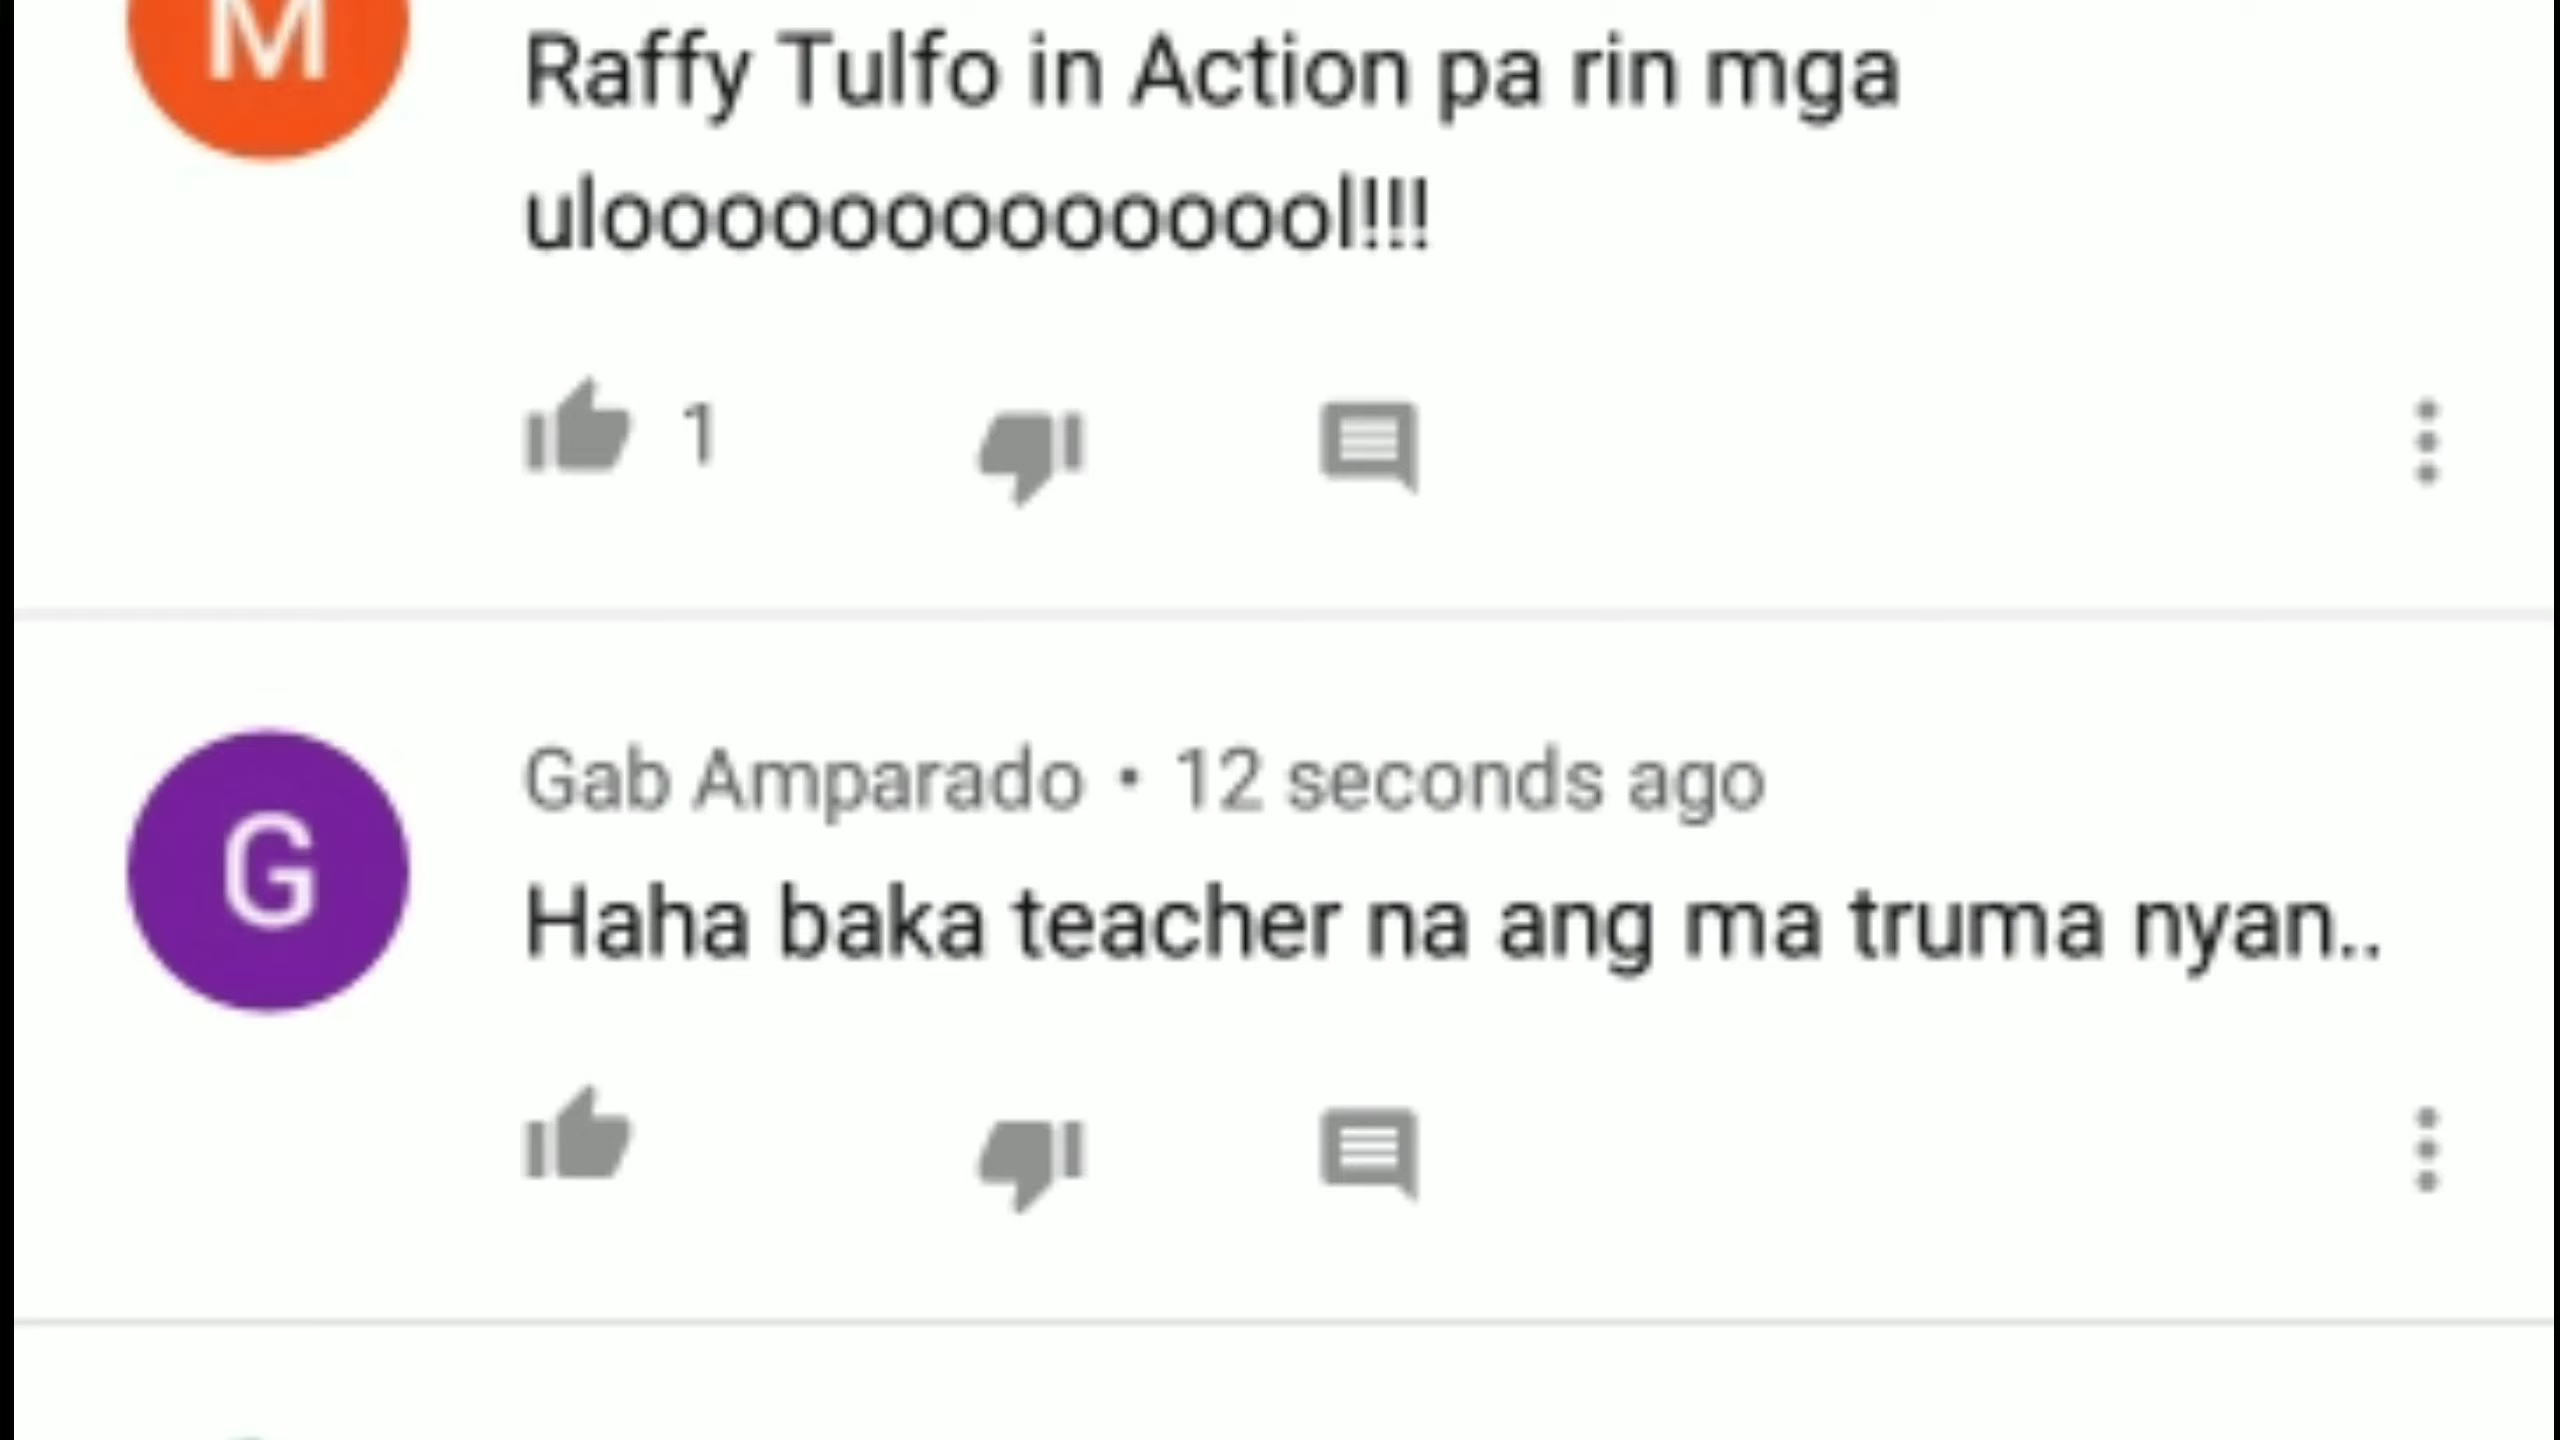 M
Raffy Tulfo in Action pa rin mga
uloooooooooooool!!!
1
G
Gab Amparado • 12 seconds ago
Haha baka teacher na ang ma truma nyan..